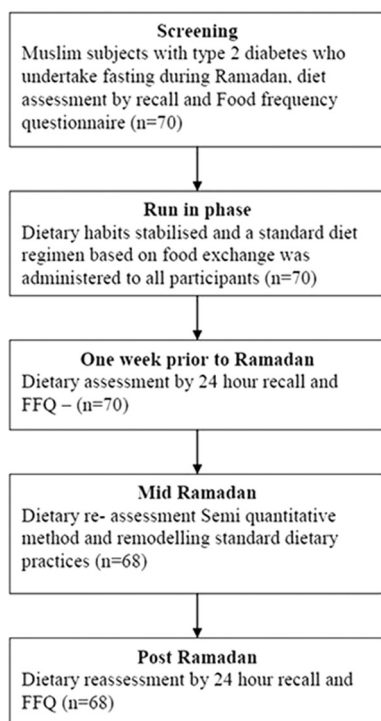 Screening
Muslim subjects with type 2 diabetes who
undertake fasting during Ramadan, diet
assessment by recall and Food frequency
questionnaire (n=70)
Run in phase
Dietary habits stabilised and a standard diet
regimen based on food exchange was
administered to all participants (n=70)
One week prior to Ramadan
Dietary assessment by 24 hour recall and
FFQ – (n=70)
Mid Ramadan
Dietary re- assessment Semi quantitative
method and remodelling standard dietary
practices (n=68)
Post Ramadan
Dietary reassessment by 24 hour recall and
FFQ (n=68)